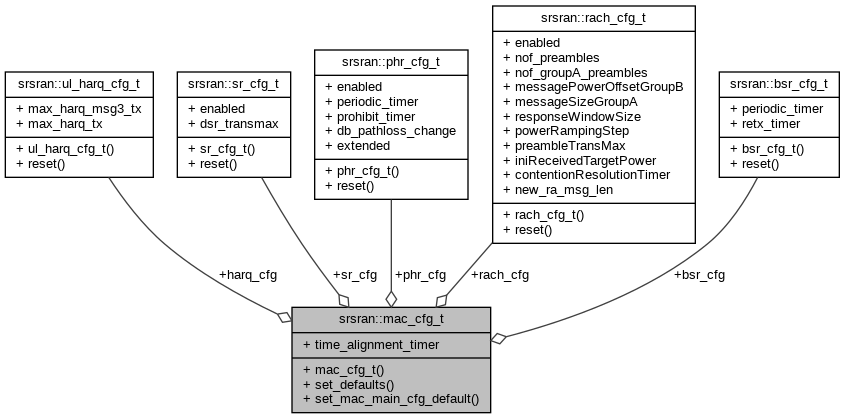 srsran::ul_harq_cfg_t
+ max_harq_msg3_tx
+ max_harq_tx
+ ul_harq_cfg_t()
+ reset()
srsran::sr_cfg_t
+ enabled
+ dsr_transmax
+ sr_cfg_t()
+ reset()
srsran::phr_cfg_t
+ enabled
+ periodic_timer
+ prohibit_timer
+ db_pathloss_change
+ extended
+ phr_cfg_t()
+ reset()
srsran::rach_cfg_t
+ enabled
+ nof_preambles
+ nof_groupA_preambles
+ messagePowerOffsetGroupB
+ messageSizeGroupA
+ responseWindowSize
+ powerRampingStep
+ preambleTransMax
+ iniReceivedTargetPower
+ contentionResolutionTimer
+ new_ra_msg_len
+ rach_cfg_t()
+ reset()
srsran::bsr_cfg_t
+ periodic_timer
+ retx_timer
+ bsr_cfg_t()
+ reset()
+harq_cfg
+sr_cfg
+phr_cfg
+rach_cfg
+bsr_cfg
srsran::mac_cfg_t
+ time_alignment_timer
+ mac_cfg_t()
+ set_defaults()
+ set_mac_main_cfg_default()